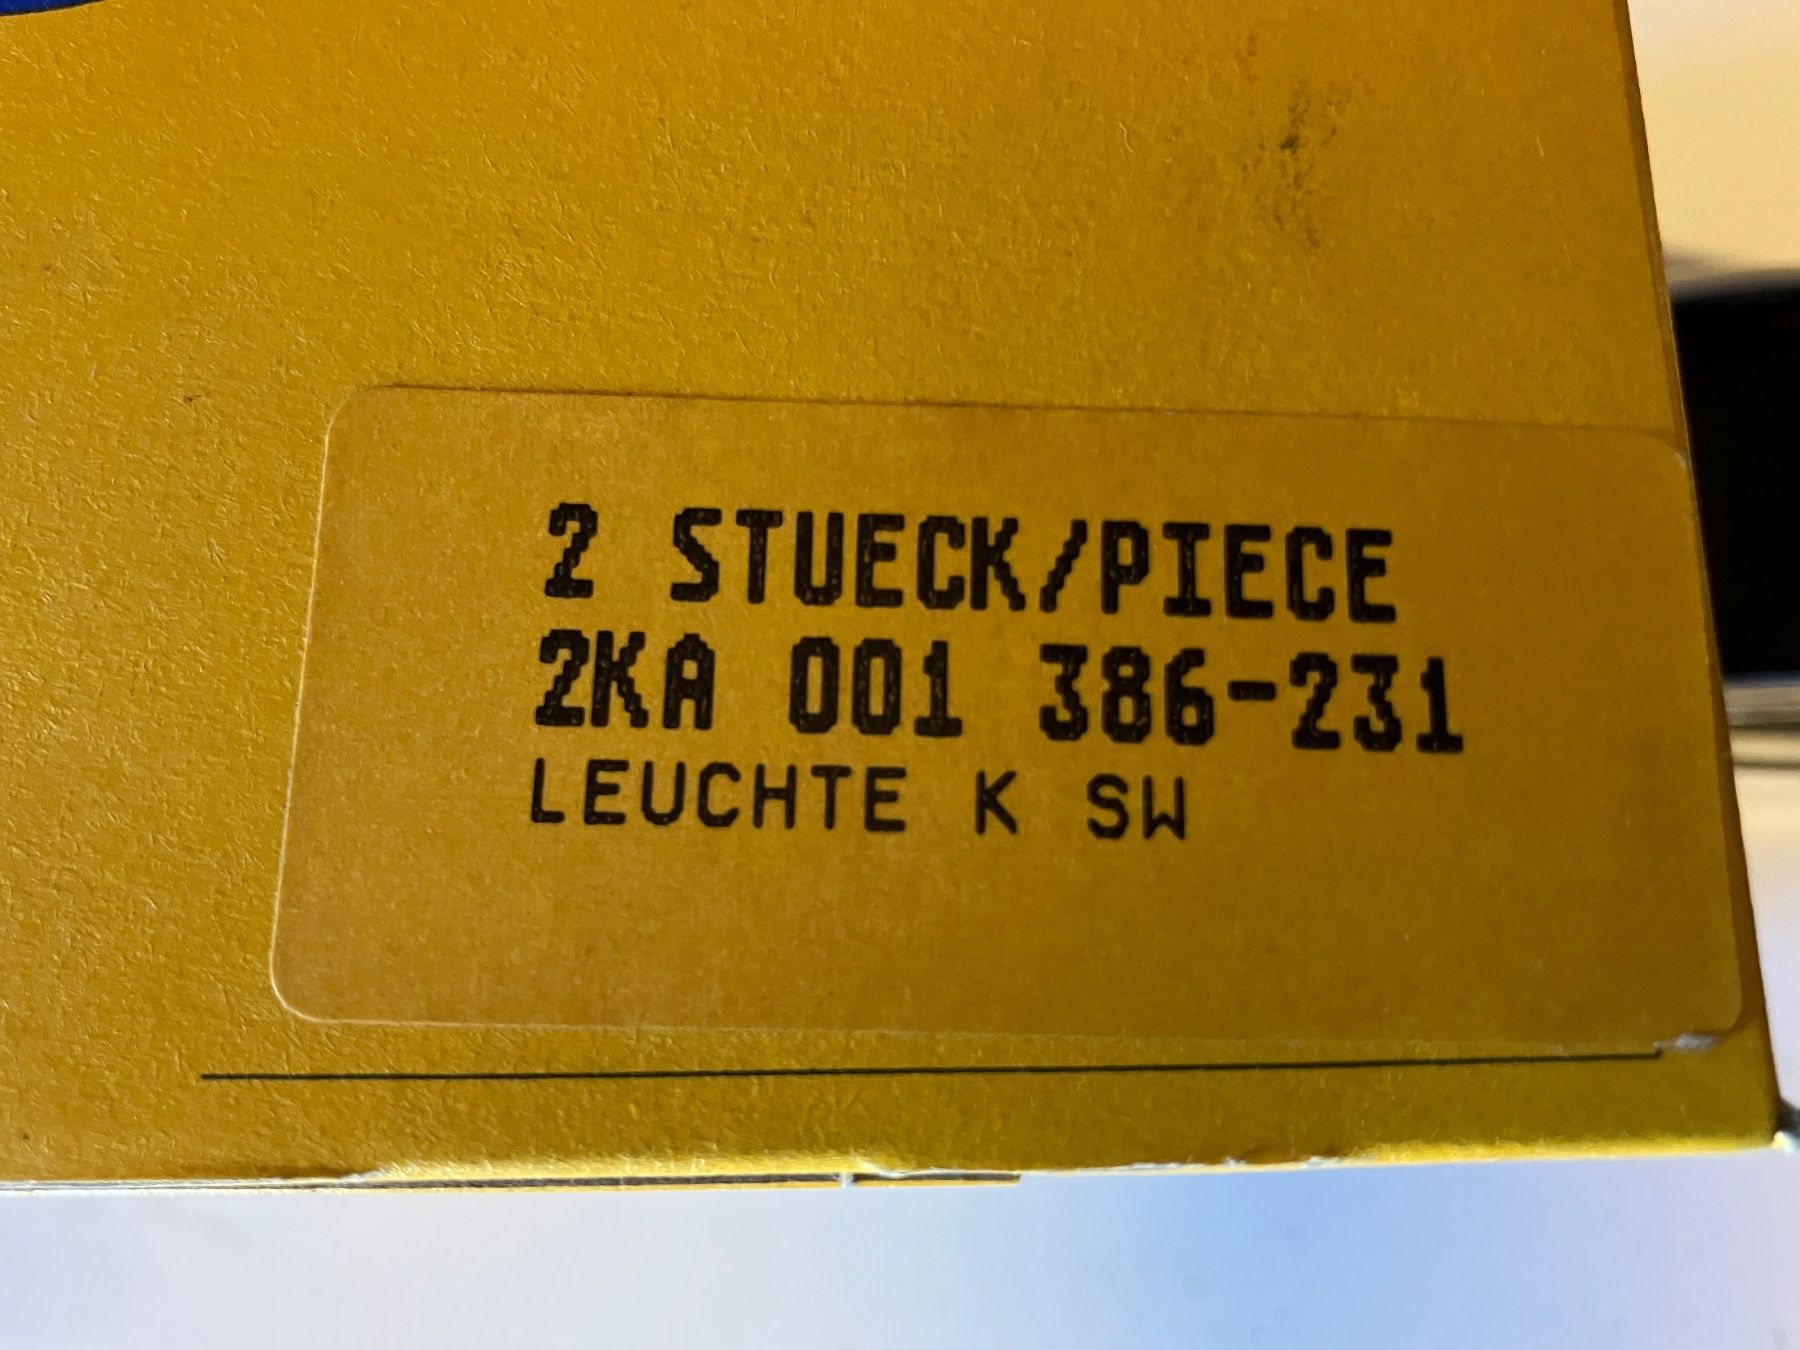 2 STUECK/PIECE
2KA 001 386-231
LEUCHTE K SW